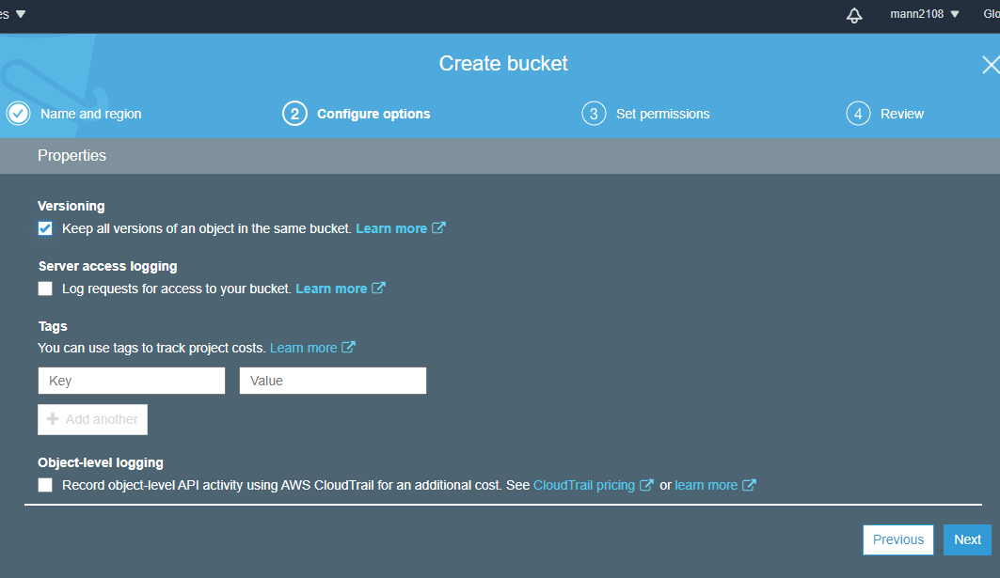 es mann2108 Glo
Create bucket
Name and region 2 Configure options 3 Set permissions 4 Review
Properties
Versioning
Keep all versions of an object in the same bucket. Learn more
Server access logging
Log requests for access to your bucket. Learn more
Tags
You can use tags to track project costs. Learn more
Key Value
Add another
Object-level logging
Record object-level API activity using AWS CloudTrail for an additional cost. See CloudTrail pricing or learn more
Previous Next